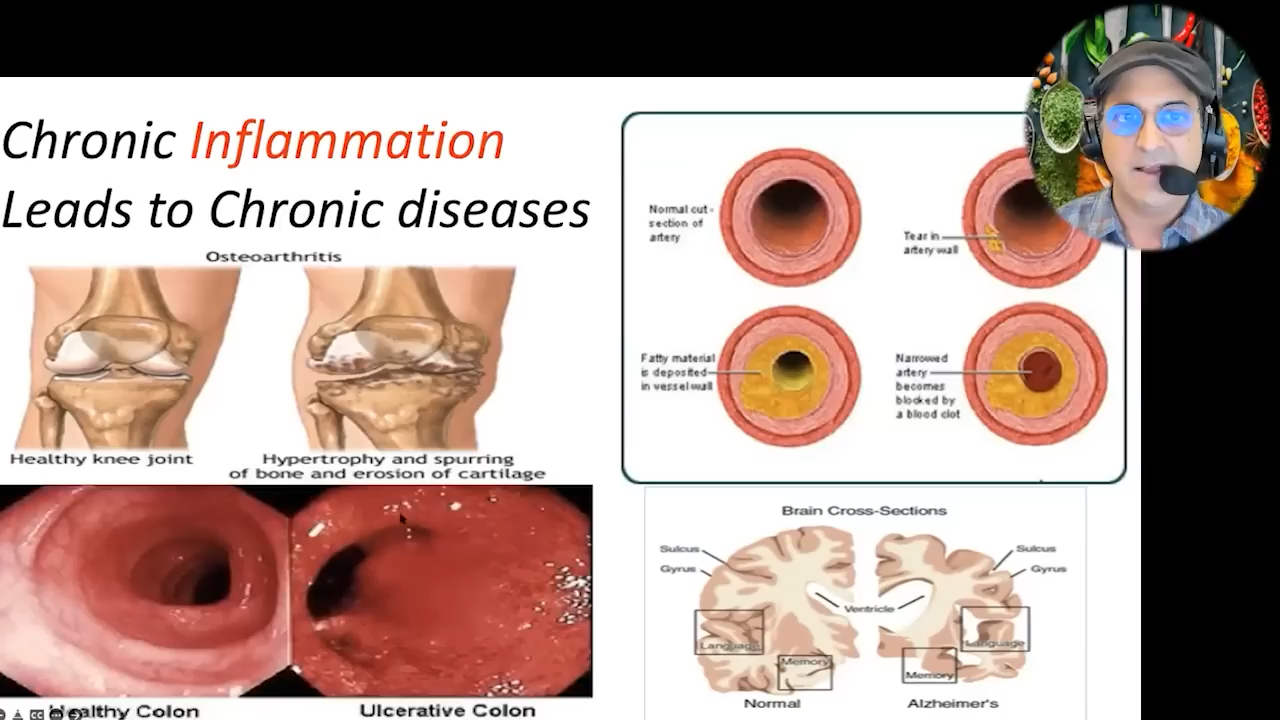 Chronic Inflammation
Leads to Chronic diseases
Osteoarthritis
Healthy knee joint
Hypertrophy and spurring
of bone and erosion of cartilage
Healthy Colon
Ulcerative Colon
Normal cut-
section of
artery
Tear in
artery wall
Fatty material
is deposited
in vessel wall
Narrowed
artery
becomes
blocked by
a blood clot
Brain Cross-Sections
Sulcus
Gyrus
Sulcus
Gyrus
Ventricle
Language
Memory
Language
Memory
Normal
Alzheimer's